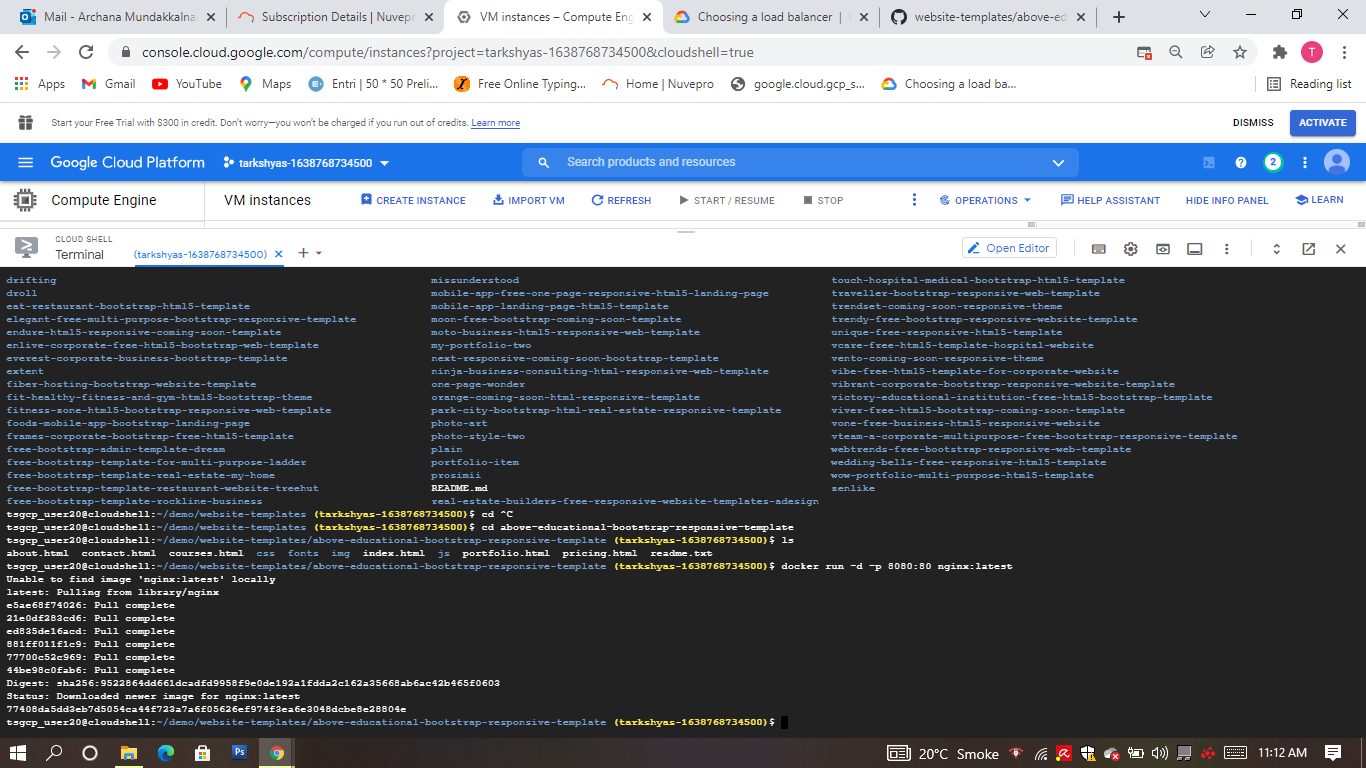 Mail - Archana Mundakkalna
Subscription Details | Nuvepr
VM instances – Compute Eng
Choosing a load balancer |
website-templates/above-ed
console.cloud.google.com/compute/instances?project=tarkshyas-1638768734500&cloudshell=true
T
Apps
Gmail
YouTube
Maps
Entri | 50 * 50 Preli...
Free Online Typing...
Home | Nuvepro
google.cloud.gcp_s...
Choosing a load ba...
Reading list
Start your Free Trial with $300 in credit. Don't worry—you won't be charged if you run out of credits. Learn more
DISMISS
ACTIVATE
Google Cloud Platform
tarkshyas-1638768734500
Search products and resources
2
Compute Engine
VM instances
CREATE INSTANCE
IMPORT VM
REFRESH
START / RESUME
STOP
OPERATIONS
HELP ASSISTANT
HIDE INFO PANEL
LEARN
CLOUD SHELL
Terminal
(tarkshyas-1638768734500)
Open Editor
drifting missunderstood touch-hospital-medical-bootstrap-html5-template
droll mobile-app-free-one-page-responsive-html5-landing-page traveller-bootstrap-responsive-web-template
eat-restaurant-bootstrap-html5-template mobile-app-landing-page-html5-template trendset-coming-soon-responsive-theme
elegant-free-multi-purpose-bootstrap-responsive-template moon-free-bootstrap-coming-soon-template trendy-free-bootstrap-responsive-website-template
endure-html5-responsive-coming-soon-template moto-business-html5-responsive-web-template unique-free-responsive-html5-template
enlive-corporate-free-html5-bootstrap-web-template my-portfolio-two vcare-free-html5-template-hospital-website
everest-corporate-business-bootstrap-template next-responsive-coming-soon-bootstrap-template vento-coming-soon-responsive-theme
extent ninja-business-consulting-html-responsive-web-template vibe-free-html5-template-for-corporate-website
fiber-hosting-bootstrap-website-template one-page-wonder vibrant-corporate-bootstrap-responsive-website-template
fit-healthy-fitness-and-gym-html5-bootstrap-theme orange-coming-soon-html-responsive-template victory-educational-institution-free-html5-bootstrap-template
fitness-zone-html5-bootstrap-responsive-web-template park-city-bootstrap-html-real-estate-responsive-template viver-free-html5-bootstrap-coming-soon-template
foodz-mobile-app-bootstrap-landing-page photo-art vone-free-business-html5-responsive-website
frames-corporate-bootstrap-free-html5-template photo-style-two vteam-a-corporate-multipurpose-free-bootstrap-responsive-template
free-bootstrap-admin-template-dream plain webtrends-free-bootstrap-responsive-web-template
free-bootstrap-template-for-multi-purpose-ladder portfolio-item wedding-bells-free-responsive-html5-template
free-bootstrap-template-real-estate-my-home prosimii wow-portfolio-multi-purpose-html5-template
free-bootstrap-template-restaurant-website-treehut README.md zenlike
free-bootstrap-template-rockline-business real-estate-builders-free-responsive-website-templates-adesign
tsgcp_user20@cloudshell:~/demo/website-templates (tarkshyas-1638768734500)$ cd ^C
tsgcp_user20@cloudshell:~/demo/website-templates (tarkshyas-1638768734500)$ cd above-educational-bootstrap-responsive-template
tsgcp_user20@cloudshell:~/demo/website-templates/above-educational-bootstrap-responsive-template (tarkshyas-1638768734500)$ ls
about.html contact.html courses.html css fonts img index.html js portfolio.html pricing.html readme.txt
tsgcp_user20@cloudshell:~/demo/website-templates/above-educational-bootstrap-responsive-template (tarkshyas-1638768734500)$ docker run -d -p 8080:80 nginx:latest
Unable to find image 'nginx:latest' locally
latest: Pulling from library/nginx
e5ae68f74026: Pull complete
21e0df283cd6: Pull complete
ed835de16acd: Pull complete
881ff011f1c9: Pull complete
77700c52c969: Pull complete
44be98c0fab6: Pull complete
Digest: sha256:9522864dd661dcadfd9958f9e0de192a1fdda2c162a35668ab6ac42b465f0603
Status: Downloaded newer image for nginx:latest
77408da5dd3eb7d5054ca44f723a7a6f05626ef974f3ea6e3048dcbe8e28804e
tsgcp_user20@cloudshell:~/demo/website-templates/above-educational-bootstrap-responsive-template (tarkshyas-1638768734500)$
Ps
20°C Smoke
11:12 AM